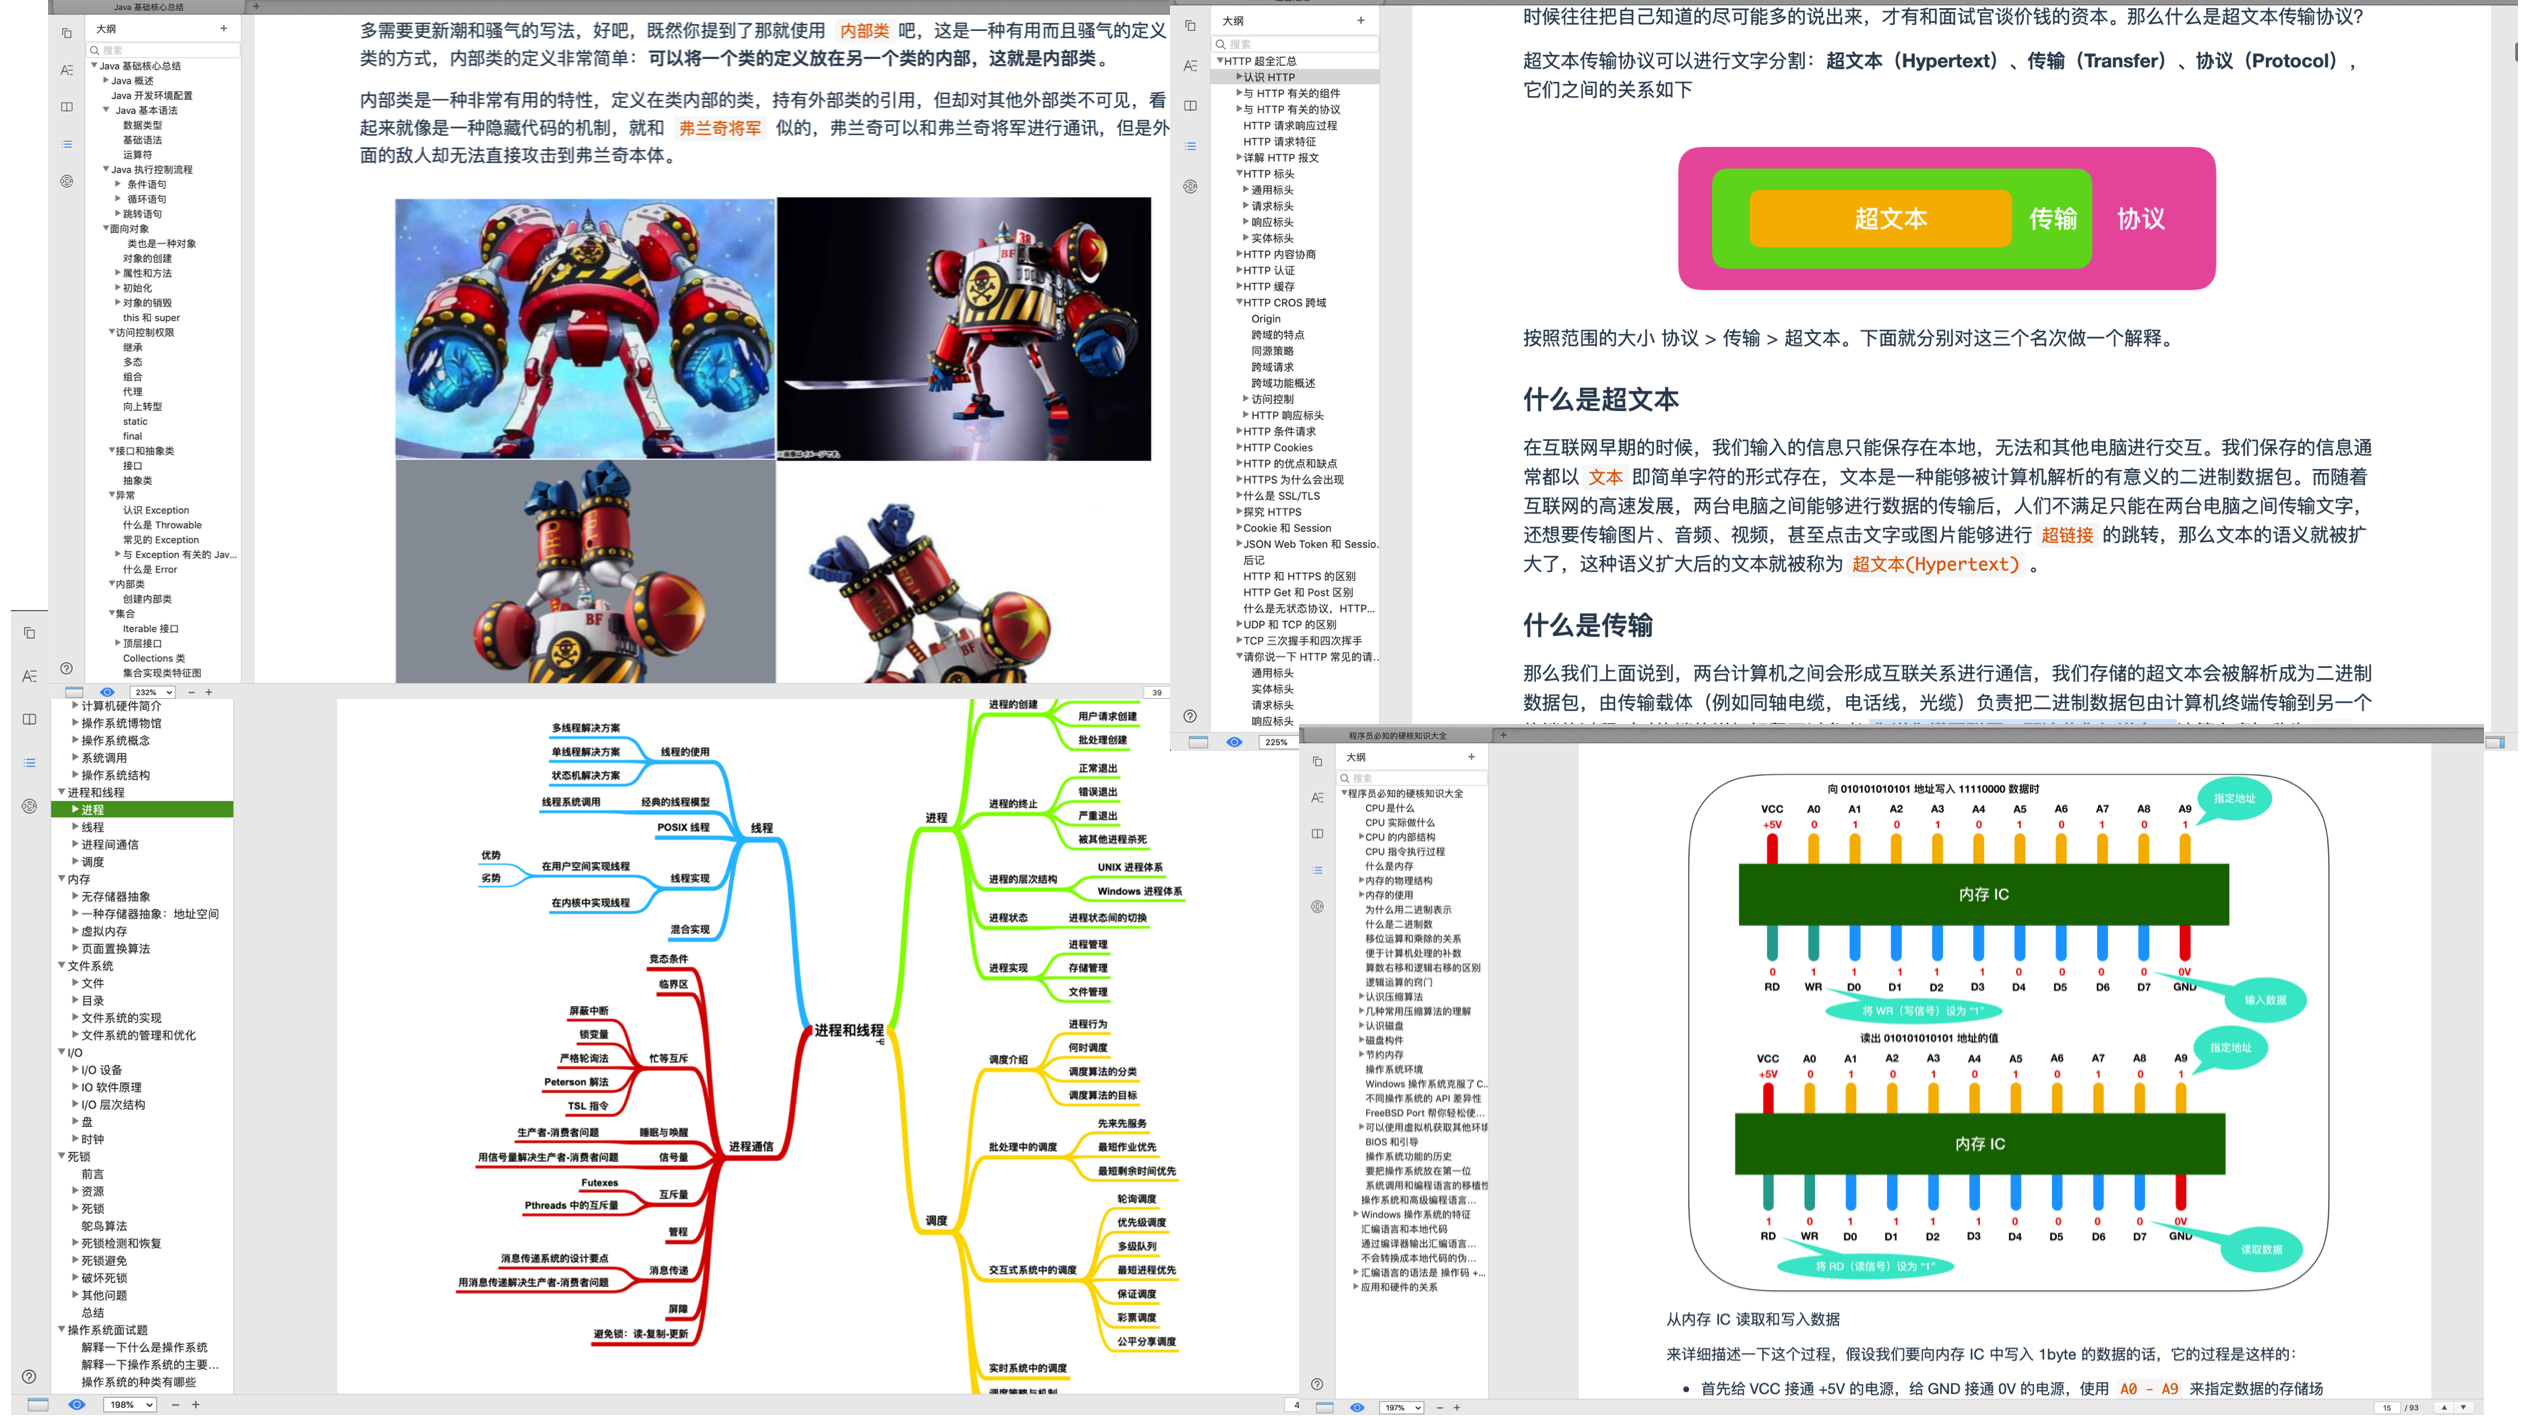 Java 基础核心总结
大纲
搜索
Java 基础核心总结
Java 概述
Java 开发环境配置
Java 基本语法
数据类型
基础语法
运算符
Java 执行控制流程
条件语句
循环语句
跳转语句
面向对象
类也是一种对象
对象的创建
属性和方法
初始化
对象的销毁
this 和 super
访问控制权限
继承
多态
组合
代理
向上转型
static
final
接口和抽象类
接口
抽象类
异常
认识 Exception
什么是 Throwable
常见的 Exception
与 Exception 有关的 Jav...
什么是 Error
内部类
创建内部类
集合
Iterable 接口
顶层接口
Collections 类
集合实现类特征图
232%
39
多需要更新潮和骚气的写法，好吧，既然你提到了那就使用 内部类 吧，这是一种有用而且骚气的定义
类的方式，内部类的定义非常简单：可以将一个类的定义放在另一个类的内部，这就是内部类。
内部类是一种非常有用的特性，定义在类内部的类，持有外部类的引用，但却对其他外部类不可见，看
起来就像是一种隐藏代码的机制，就和 弗兰奇将军 似的，弗兰奇可以和弗兰奇将军进行通讯，但是外
面的敌人却无法直接攻击到弗兰奇本体。
BF
38
BF
BF
大纲
搜索
HTTP 超全汇总
认识 HTTP
与 HTTP 有关的组件
与 HTTP 有关的协议
HTTP 请求响应过程
HTTP 请求特征
详解 HTTP 报文
HTTP 标头
通用标头
请求标头
响应标头
实体标头
HTTP 内容协商
HTTP 认证
HTTP 缓存
HTTP CROS 跨域
Origin
跨域的特点
同源策略
跨域请求
跨域功能概述
访问控制
HTTP 响应标头
HTTP 条件请求
HTTP Cookies
HTTP 的优点和缺点
HTTPS 为什么会出现
什么是 SSL/TLS
探究 HTTPS
Cookie 和 Session
JSON Web Token 和 Sessio.
后记
HTTP 和 HTTPS 的区别
HTTP Get 和 Post 区别
什么是无状态协议，HTTP...
UDP 和 TCP 的区别
TCP 三次握手和四次挥手
请你说一下 HTTP 常见的请..
通用标头
实体标头
请求标头
响应标头
225%
时候往往把自己知道的尽可能多的说出来，才有和面试官谈价钱的资本。那么什么是超文本传输协议？
超文本传输协议可以进行文字分割：超文本（Hypertext）、传输（Transfer）、协议（Protocol），
它们之间的关系如下
超文本
传输
协议
按照范围的大小 协议 > 传输 > 超文本。下面就分别对这三个名次做一个解释。
什么是超文本
在互联网早期的时候，我们输入的信息只能保存在本地，无法和其他电脑进行交互。我们保存的信息通
常都以 文本 即简单字符的形式存在，文本是一种能够被计算机解析的有意义的二进制数据包。而随着
互联网的高速发展，两台电脑之间能够进行数据的传输后，人们不满足只能在两台电脑之间传输文字，
还想要传输图片、音频、视频，甚至点击文字或图片能够进行 超链接 的跳转，那么文本的语义就被扩
大了，这种语义扩大后的文本就被称为 超文本(Hypertext) 。
什么是传输
那么我们上面说到，两台计算机之间会形成互联关系进行通信，我们存储的超文本会被解析成为二进制
数据包，由传输载体（例如同轴电缆，电话线，光缆）负责把二进制数据包由计算机终端传输到另一个
计算机硬件简介
操作系统博物馆
操作系统概念
系统调用
操作系统结构
进程和线程
进程
线程
进程间通信
调度
内存
无存储器抽象
一种存储器抽象：地址空间
虚拟内存
页面置换算法
文件系统
文件
目录
文件系统的实现
文件系统的管理和优化
I/O
I/O 设备
IO 软件原理
I/O 层次结构
盘
时钟
死锁
前言
资源
死锁
鸵鸟算法
死锁检测和恢复
死锁避免
破坏死锁
其他问题
总结
操作系统面试题
解释一下什么是操作系统
解释一下操作系统的主要...
操作系统的种类有哪些
198%
4
进程和线程
线程
线程的使用
多线程解决方案
单线程解决方案
状态机解决方案
经典的线程模型
线程系统调用
POSIX 线程
线程实现
在用户空间实现线程
优势
劣势
在内核中实现线程
混合实现
进程通信
竞态条件
临界区
忙等互斥
屏蔽中断
锁变量
严格轮询法
Peterson 解法
TSL 指令
睡眠与唤醒
生产者-消费者问题
信号量
用信号量解决生产者-消费者问题
互斥量
Futexes
Pthreads 中的互斥量
管程
消息传递
消息传递系统的设计要点
用消息传递解决生产者-消费者问题
屏障
避免锁：读-复制-更新
进程
进程的创建
用户请求创建
批处理创建
进程的终止
正常退出
错误退出
严重退出
被其他进程杀死
进程的层次结构
UNIX 进程体系
Windows 进程体系
进程状态
进程状态间的切换
进程实现
进程管理
存储管理
文件管理
调度
调度介绍
进程行为
何时调度
调度算法的分类
调度算法的目标
批处理中的调度
先来先服务
最短作业优先
最短剩余时间优先
交互式系统中的调度
轮询调度
优先级调度
多级队列
最短进程优先
保证调度
彩票调度
公平分享调度
实时系统中的调度
调度策略与机制
程序员必知的硬核知识大全
大纲
搜索
程序员必知的硬核知识大全
CPU 是什么
CPU 实际做什么
CPU 的内部结构
CPU 指令执行过程
什么是内存
内存的物理结构
内存的使用
为什么用二进制表示
什么是二进制数
移位运算和乘除的关系
便于计算机处理的补数
算数右移和逻辑右移的区别
逻辑运算的窍门
认识压缩算法
几种常用压缩算法的理解
认识磁盘
磁盘构件
节约内存
操作系统环境
Windows 操作系统克服了C..
不同操作系统的 API 差异性
FreeBSD Port 帮你轻松使...
可以使用虚拟机获取其他环境
BIOS 和引导
操作系统功能的历史
要把操作系统放在第一位
系统调用和编程语言的移植性
操作系统和高级编程语言...
Windows 操作系统的特征
汇编语言和本地代码
通过编译器输出汇编语言...
不会转换成本地代码的伪...
汇编语言的语法是 操作码 +...
应用和硬件的关系
197%
向 010101010101 地址写入 11110000 数据时
指定地址
VCC A0 A1 A2 A3 A4 A5 A6 A7 A8 A9
+5V 0 1 0 1 0 1 0 1 0 1
内存 IC
0 1 1 1 1 1 0 0 0 0 0V
RD WR D0 D1 D2 D3 D4 D5 D6 D7 GND
输入数据
将 WR（写信号）设为 “1”
读出 010101010101 地址的值
指定地址
VCC A0 A1 A2 A3 A4 A5 A6 A7 A8 A9
+5V 0 1 0 1 0 1 0 1 0 1
内存 IC
1 0 1 1 1 1 0 0 0 0 0V
RD WR D0 D1 D2 D3 D4 D5 D6 D7 GND
读取数据
将 RD（读信号）设为 “1”
从内存 IC 读取和写入数据
来详细描述一下这个过程，假设我们要向内存 IC 中写入 1byte 的数据的话，它的过程是这样的：
• 首先给 VCC 接通 +5V 的电源，给 GND 接通 0V 的电源，使用 A0 - A9 来指定数据的存储场
15 / 93